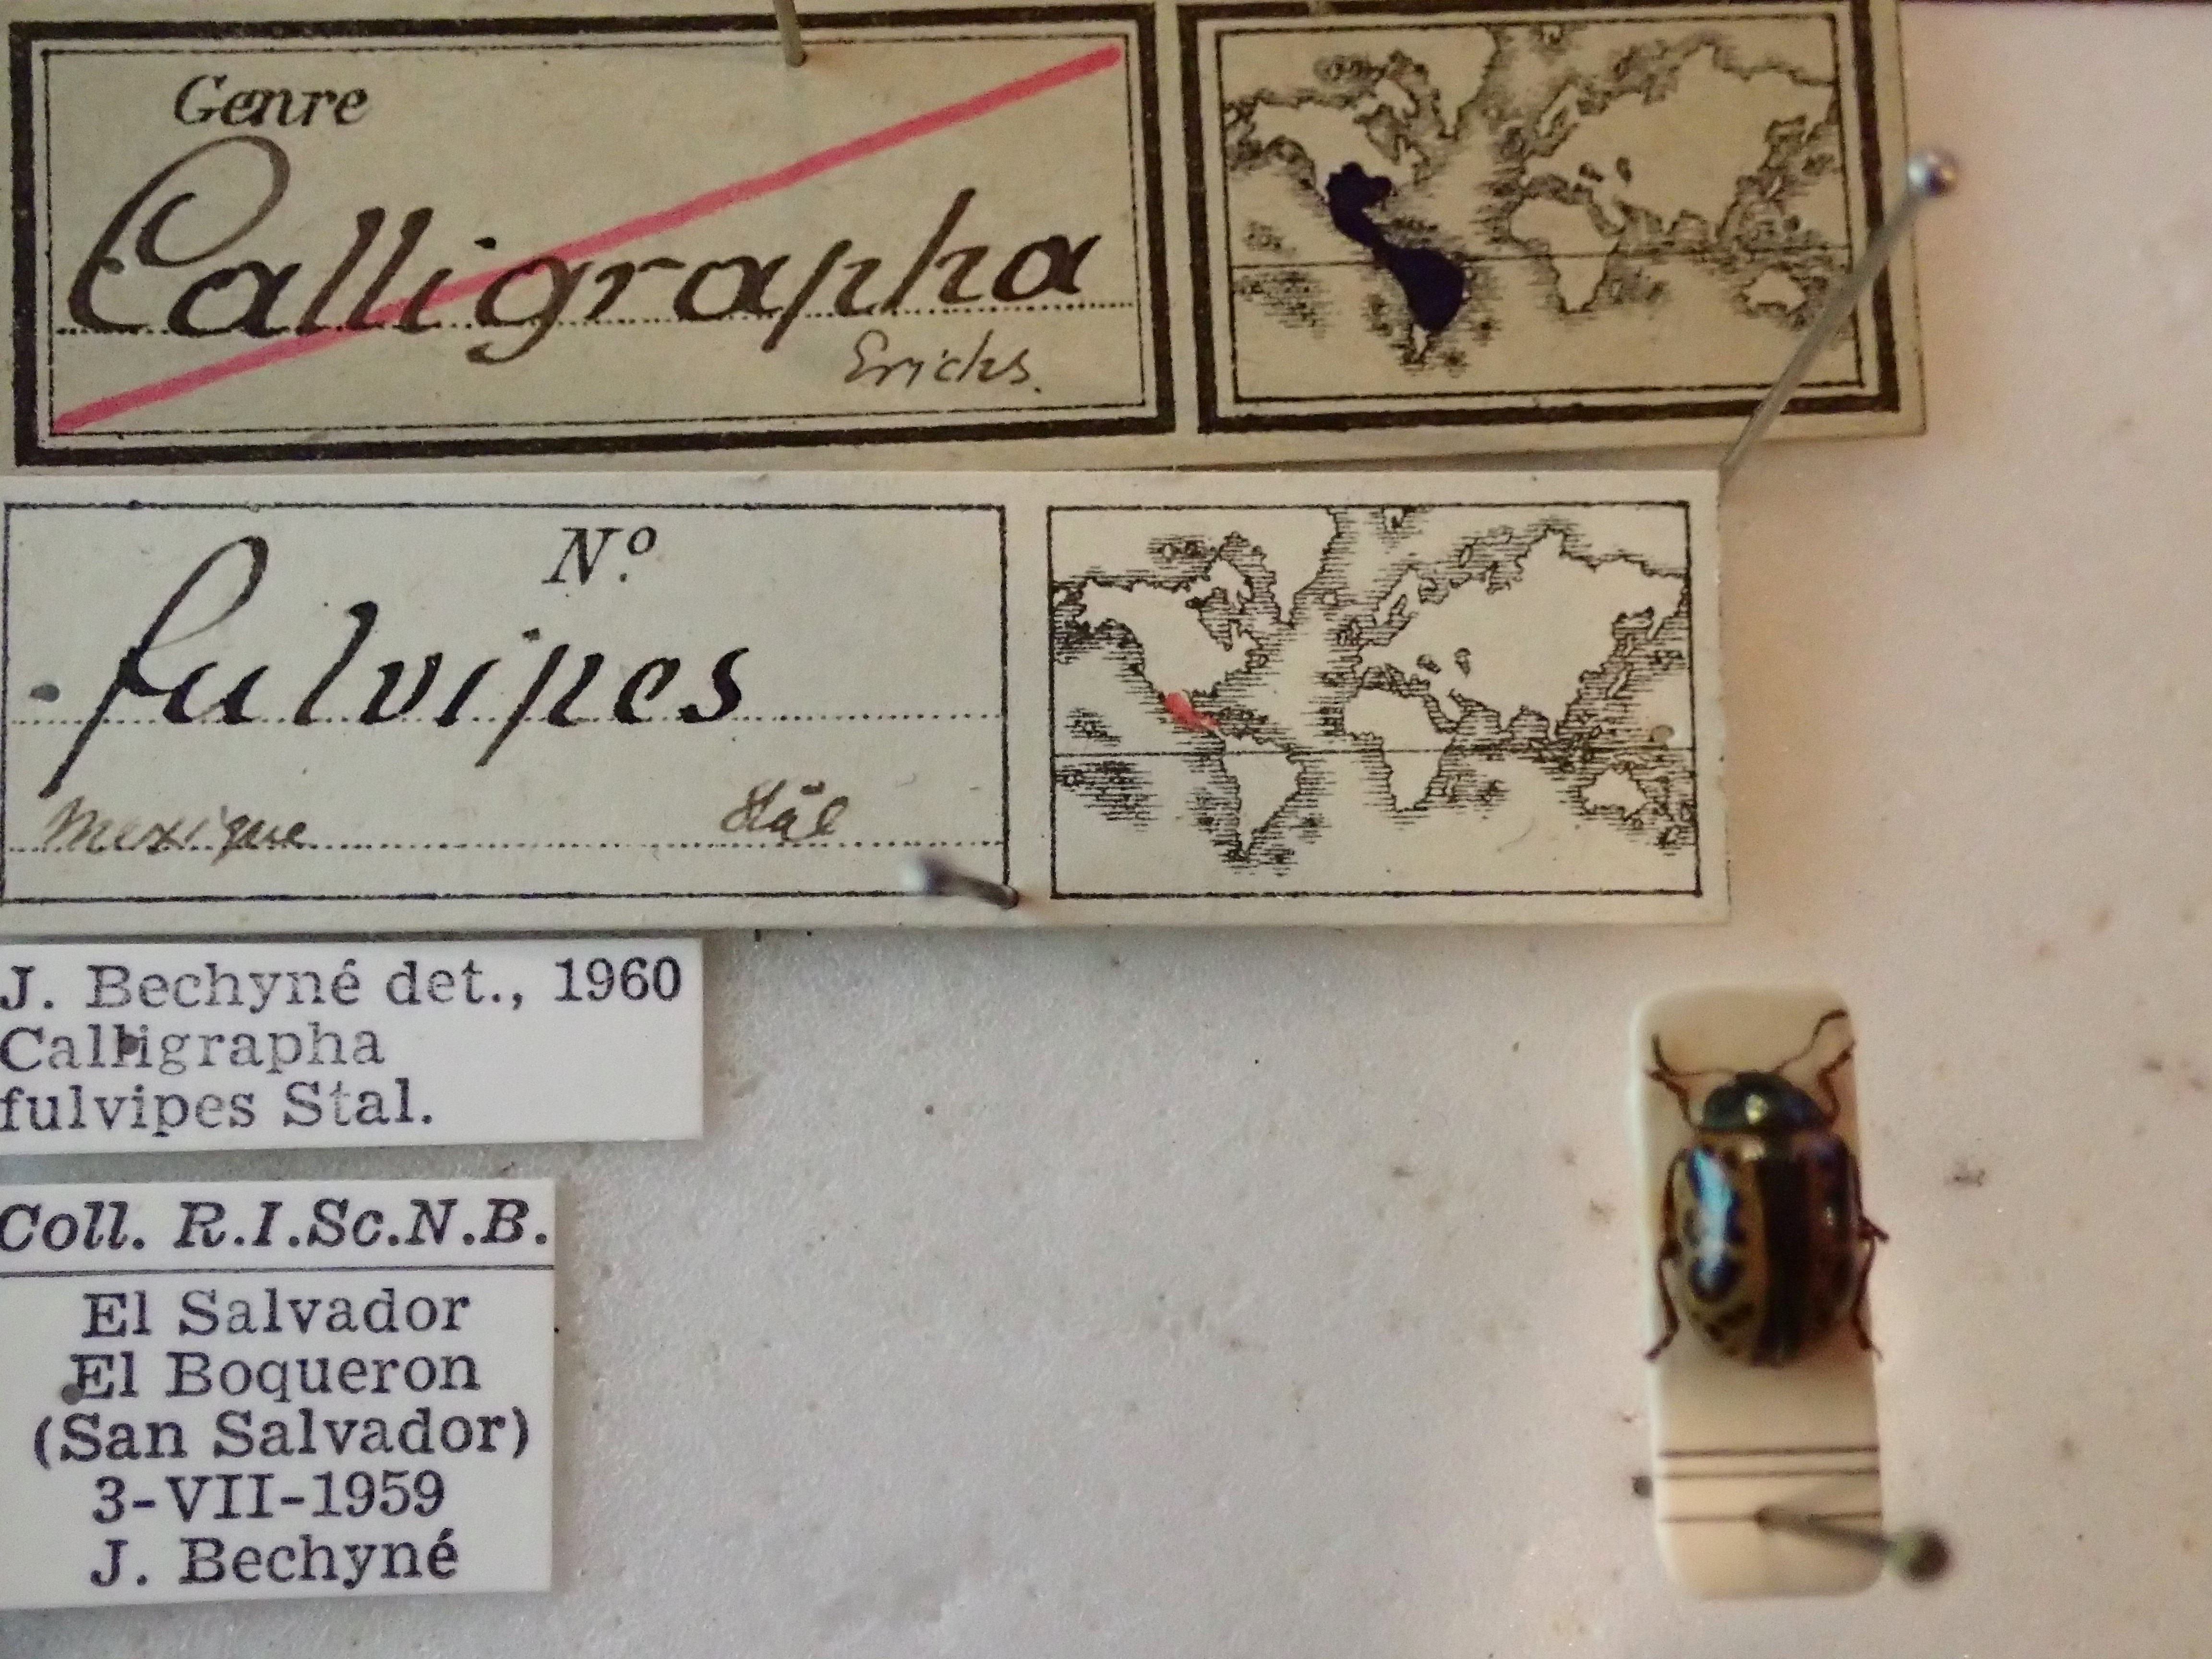 Genre
Calligrapha
Erichs.
Nº
fulvipes
Mexique Stål
J. Bechyné det., 1960
Calligrapha
fulvipes Stal.
Coll. R.I.Sc.N.B.
El Salvador
El Boqueron
(San Salvador)
3-VII-1959
J. Bechyné